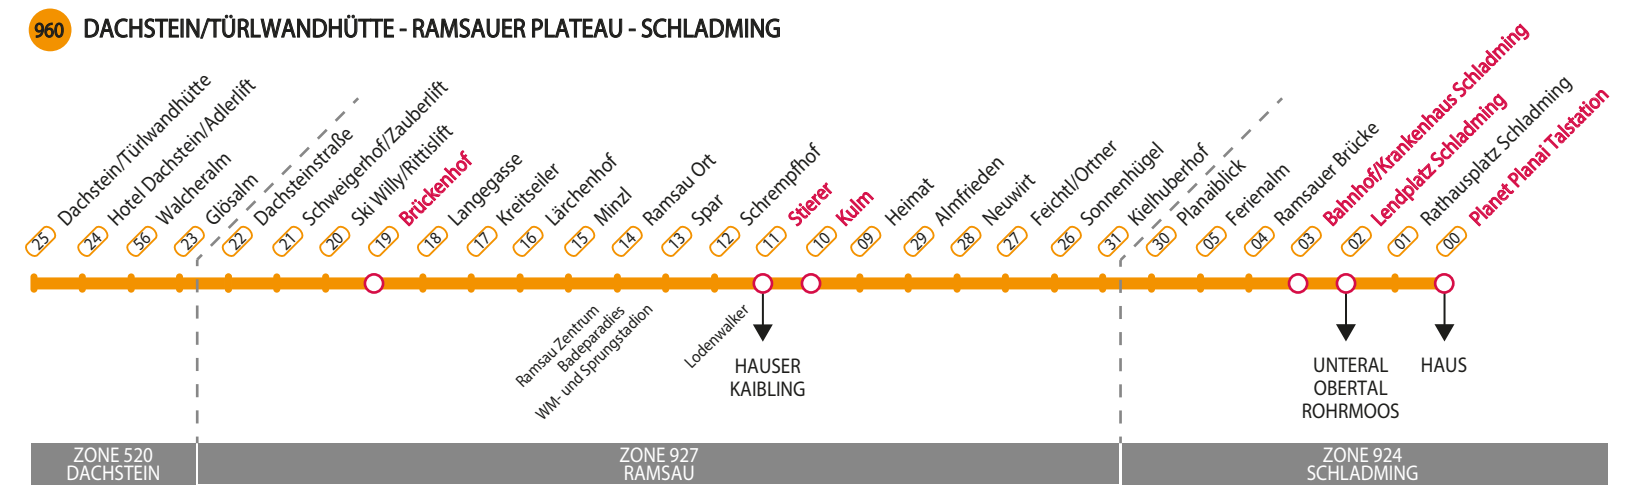 960 DACHSTEIN/TÜRLWANDHÜTTE - RAMSAUER PLATEAU - SCHLADMING
25 Dachstein/Türlwandhütte
24 Hotel Dachstein/Adlerlift
56 Walcheralm
23 Glösalm
22 Dachsteinstraße
21 Schweigerhof/Zauberlift
20 Ski Willy/Rittislift
19 Brückenhof
18 Langegasse
17 Kreitseiler
16 Lärchenhof
15 Minzl
14 Ramsau Ort
13 Spar
12 Schrempfhof
11 Stierer
10 Kulm
09 Heimat
29 Almfrieden
28 Neuwirt
27 Feichtl/Ortner
26 Sonnenhügel
31 Kielhuberhof
30 Planaiblick
05 Ferienalm
04 Ramsauer Brücke
03 Bahnhof/Krankenhaus Schladming
02 Lendplatz Schladming
01 Rathausplatz Schladming
00 Planet Planai Talstation
Ramsau Zentrum
Badeparadies
WM- und Sprungstadion
Lodenwalker
HAUSER
KAIBLING
UNTERAL
OBERTAL
ROHRMOOS
HAUS
ZONE 520
DACHSTEIN
ZONE 927
RAMSAU
ZONE 924
SCHLADMING